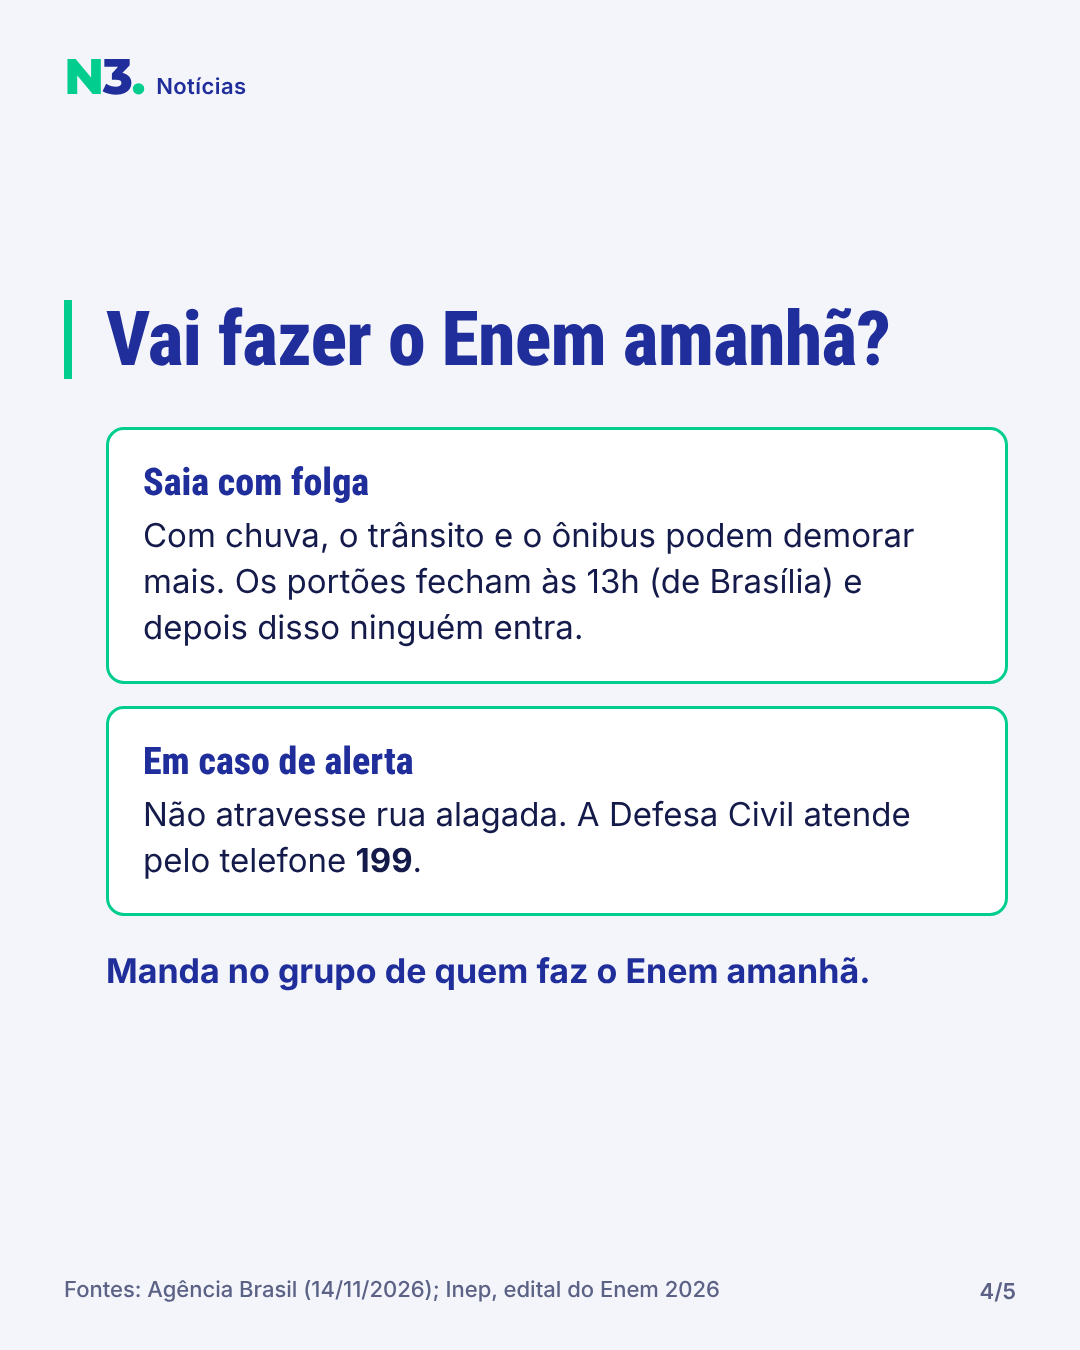 N3. Notícias
Vai fazer o Enem amanhã?
Saia com folga
Com chuva, o trânsito e o ônibus podem demorar
mais. Os portões fecham às 13h (de Brasília) e
depois disso ninguém entra.
Em caso de alerta
Não atravesse rua alagada. A Defesa Civil atende
pelo telefone 199.
Manda no grupo de quem faz o Enem amanhã.
Fontes: Agência Brasil (14/11/2026); Inep, edital do Enem 2026
4/5